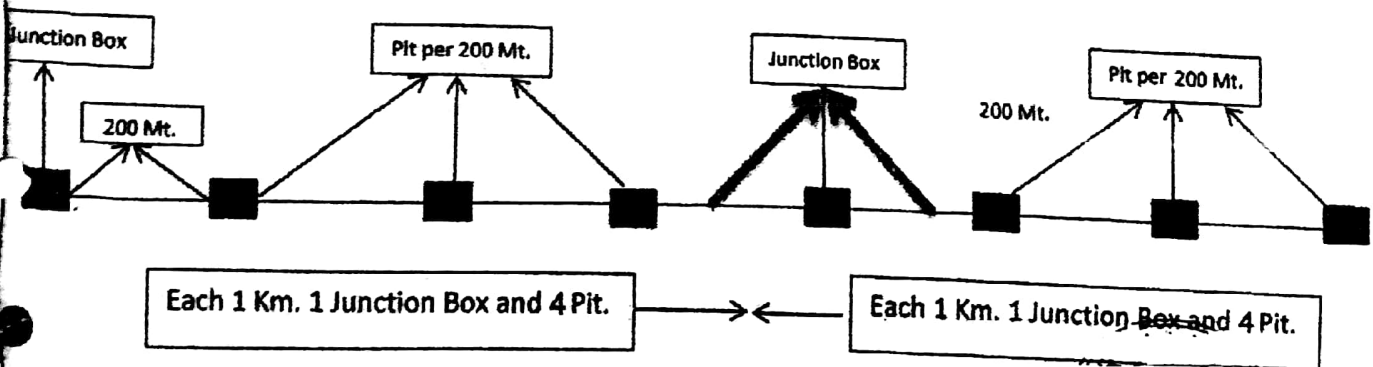 Junction Box
Pit per 200 Mt.
Junction Box
Pit per 200 Mt.
200 Mt.
200 Mt.
Each 1 Km. 1 Junction Box and 4 Pit.
Each 1 Km. 1 Junction Box and 4 Pit.